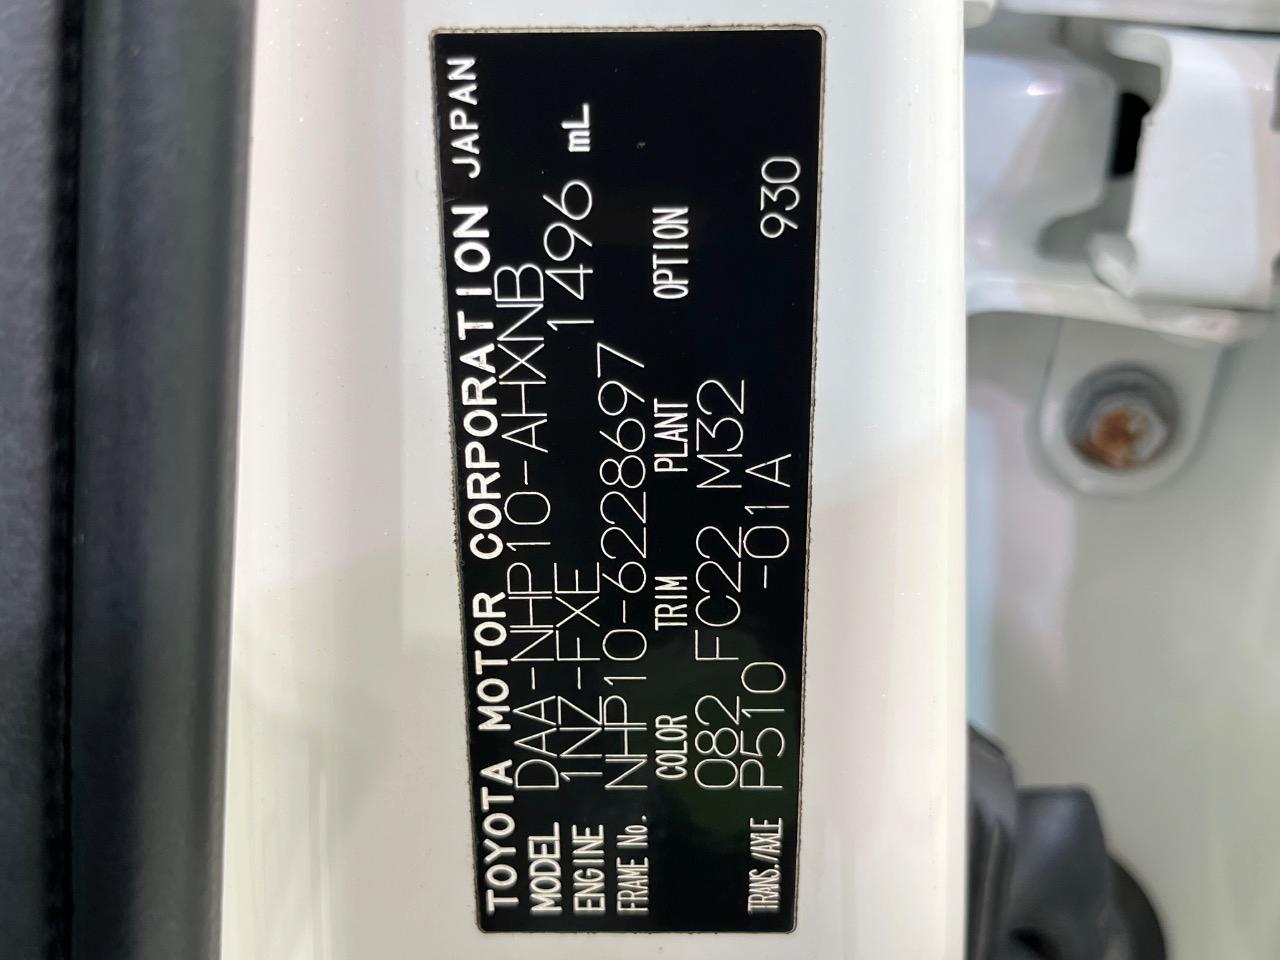 TOYOTA MOTOR CORPORATION JAPAN
MODEL DAA-NHP10-AHXNB
ENGINE 1NZ-FXE 1496 mL
FRAME No. NHP10-6228697
COLOR TRIM PLANT OPTION
082 FC22 M32
TRANS./AXLE P510 -01A 930